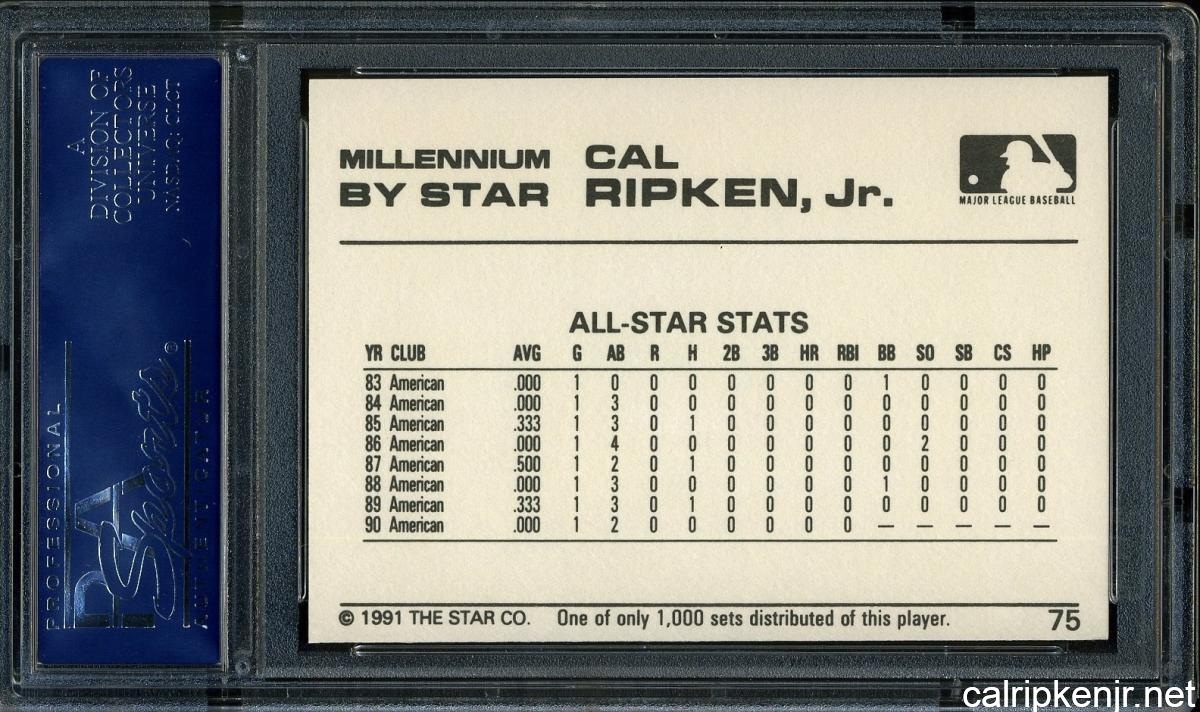 A
DIVISION OF
COLLECTORS
UNIVERSE
NASDAQ: CLCT
PROFESSIONAL
PSA
Sports®
AUTHENTICATOR
MILLENNIUM
BY STAR
CAL
RIPKEN, Jr.
MAJOR LEAGUE BASEBALL
ALL-STAR STATS
YR CLUB AVG G AB R H 2B 3B HR RBI BB SO SB CS HP
83 American .000 1 0 0 0 0 0 0 0 1 0 0 0 0
84 American .000 1 3 0 0 0 0 0 0 0 0 0 0 0
85 American .333 1 3 0 1 0 0 0 0 0 0 0 0 0
86 American .000 1 4 0 0 0 0 0 0 0 2 0 0 0
87 American .500 1 2 0 1 0 0 0 0 0 0 0 0 0
88 American .000 1 3 0 0 0 0 0 0 1 0 0 0 0
89 American .333 1 3 0 1 0 0 0 0 0 0 0 0 0
90 American .000 1 2 0 0 0 0 0 0 — — — — —
© 1991 THE STAR CO. One of only 1,000 sets distributed of this player. 75
calripkenjr.net